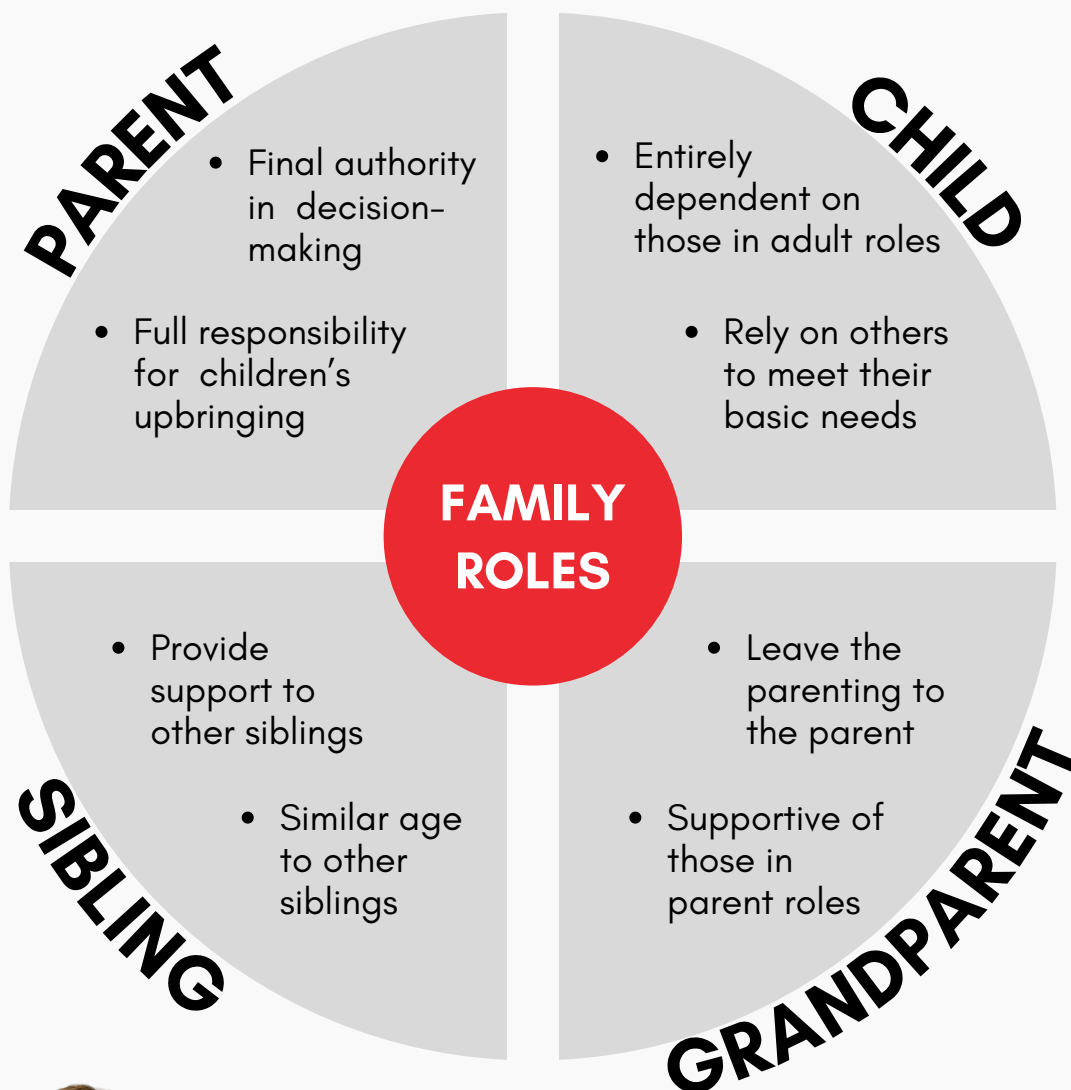 PARENT
• Final authority
in decision-
making
• Full responsibility
for children’s
upbringing
CHILD
• Entirely
dependent on
those in adult roles
• Rely on others
to meet their
basic needs
FAMILY
ROLES
SIBLING
• Provide
support to
other siblings
• Similar age
to other
siblings
GRANDPARENT
• Leave the
parenting to
the parent
• Supportive of
those in
parent roles